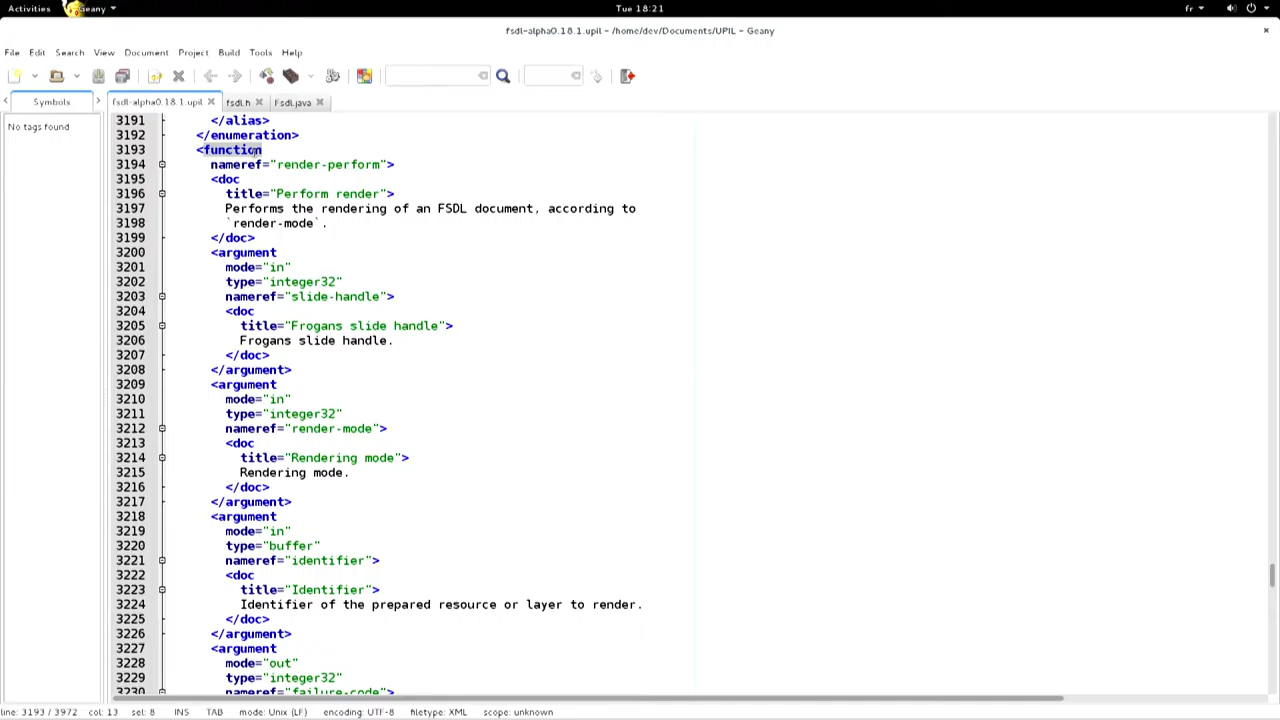 Activities Geany Tue 18:21 fr
fsdl-alpha0.18.1.upil – /home/dev/Documents/UPIL – Geany
File Edit Search View Document Project Build Tools Help
Symbols fsdl-alpha0.18.1.upil fsdl.h Fsdl.java
No tags found
3191 </alias>
3192 </enumeration>
3193 <function
3194 nameref="render-perform">
3195 <doc
3196 title="Perform render">
3197 Performs the rendering of an FSDL document, according to
3198 `render-mode`.
3199 </doc>
3200 <argument
3201 mode="in"
3202 type="integer32"
3203 nameref="slide-handle">
3204 <doc
3205 title="Frogans slide handle">
3206 Frogans slide handle.
3207 </doc>
3208 </argument>
3209 <argument
3210 mode="in"
3211 type="integer32"
3212 nameref="render-mode">
3213 <doc
3214 title="Rendering mode">
3215 Rendering mode.
3216 </doc>
3217 </argument>
3218 <argument
3219 mode="in"
3220 type="buffer"
3221 nameref="identifier">
3222 <doc
3223 title="Identifier">
3224 Identifier of the prepared resource or layer to render.
3225 </doc>
3226 </argument>
3227 <argument
3228 mode="out"
3229 type="integer32"
3230 nameref="failure-code">
line: 3193 / 3972 col: 13 sel: 8 INS TAB mode: Unix (LF) encoding: UTF-8 filetype: XML scope: unknown